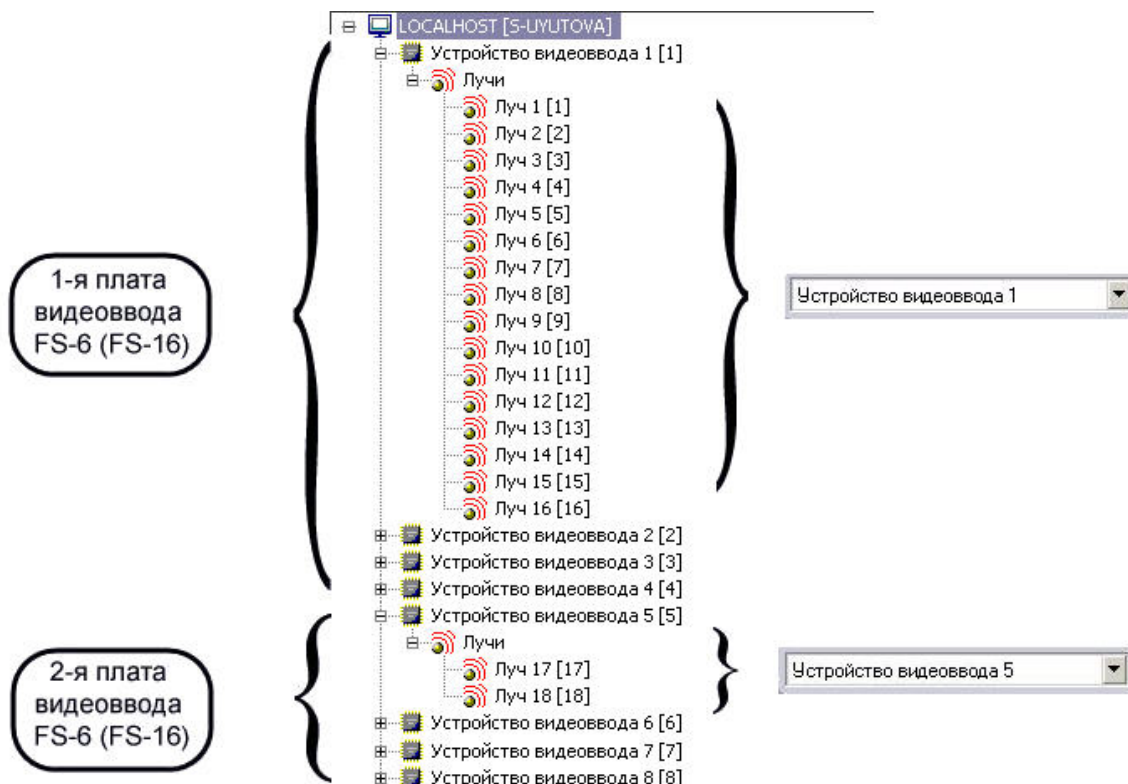 LOCALHOST [S-UYUTOVA]
Устройство видеоввода 1 [1]
Лучи
Луч 1 [1]
Луч 2 [2]
Луч 3 [3]
Луч 4 [4]
Луч 5 [5]
Луч 6 [6]
Луч 7 [7]
Луч 8 [8]
Луч 9 [9]
Луч 10 [10]
Луч 11 [11]
Луч 12 [12]
Луч 13 [13]
Луч 14 [14]
Луч 15 [15]
Луч 16 [16]
Устройство видеоввода 2 [2]
Устройство видеоввода 3 [3]
Устройство видеоввода 4 [4]
Устройство видеоввода 5 [5]
Лучи
Луч 17 [17]
Луч 18 [18]
Устройство видеоввода 6 [6]
Устройство видеоввода 7 [7]
Устройство видеоввода 8 [8]
1-я плата
видеоввода
FS-6 (FS-16)
2-я плата
видеоввода
FS-6 (FS-16)
Устройство видеоввода 1
Устройство видеоввода 5